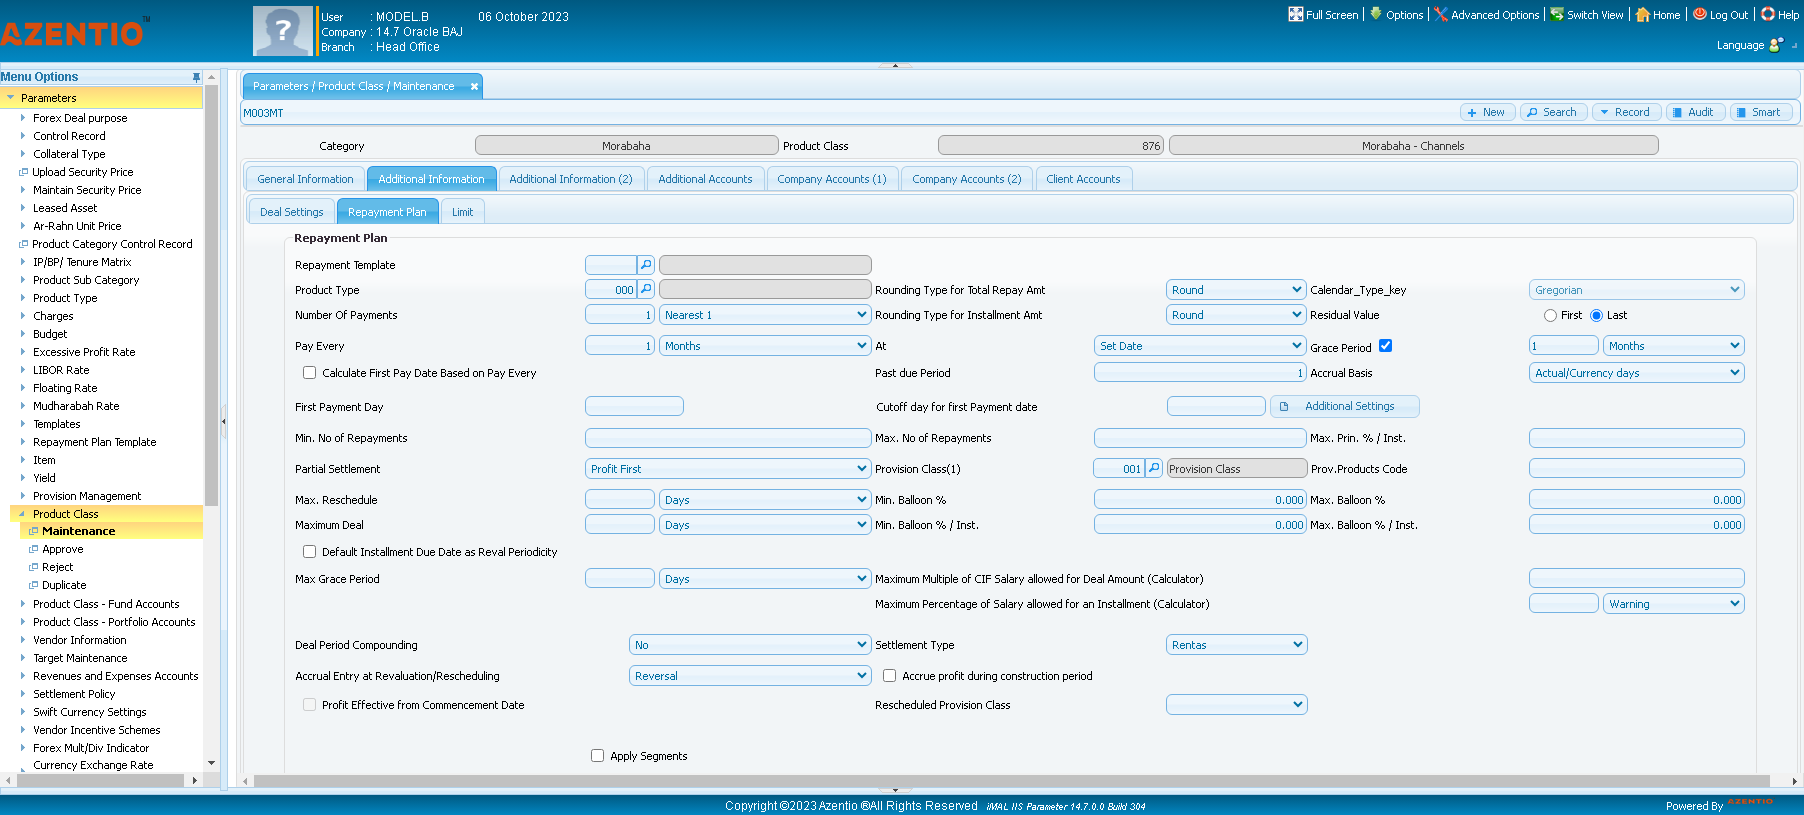 AZENTIO™
User : MODEL.B 06 October 2023
Company : 14.7 Oracle BAJ
Branch : Head Office
Full Screen Options Advanced Options Switch View Home Log Out Help
Language
Menu Options
Parameters
Forex Deal purpose
Control Record
Collateral Type
Upload Security Price
Maintain Security Price
Leased Asset
Ar-Rahn Unit Price
Product Category Control Record
IP/BP/ Tenure Matrix
Product Sub Category
Product Type
Charges
Budget
Excessive Profit Rate
LIBOR Rate
Floating Rate
Mudharabah Rate
Templates
Repayment Plan Template
Item
Yield
Provision Management
Product Class
Maintenance
Approve
Reject
Duplicate
Product Class - Fund Accounts
Product Class - Portfolio Accounts
Vendor Information
Target Maintenance
Revenues and Expenses Accounts
Settlement Policy
Swift Currency Settings
Vendor Incentive Schemes
Forex Mult/Div Indicator
Currency Exchange Rate
Parameters / Product Class / Maintenance
M003MT
New Search Record Audit Smart
Category Morabaha Product Class 876 Morabaha - Channels
General Information Additional Information Additional Information (2) Additional Accounts Company Accounts (1) Company Accounts (2) Client Accounts
Deal Settings Repayment Plan Limit
Repayment Plan
Repayment Template
Product Type 000 Rounding Type for Total Repay Amt Round Calendar_Type_key Gregorian
Number Of Payments 1 Nearest 1 Rounding Type for Installment Amt Round Residual Value First Last
Pay Every 1 Months At Set Date Grace Period 1 Months
Calculate First Pay Date Based on Pay Every Past due Period 1 Accrual Basis Actual/Currency days
First Payment Day Cutoff day for first Payment date Additional Settings
Min. No of Repayments Max. No of Repayments Max. Prin. % / Inst.
Partial Settlement Profit First Provision Class(1) 001 Provision Class Prov.Products Code
Max. Reschedule Days Min. Balloon % 0.000 Max. Balloon % 0.000
Maximum Deal Days Min. Balloon % / Inst. 0.000 Max. Balloon % / Inst. 0.000
Default Installment Due Date as Reval Periodicity
Max Grace Period Days Maximum Multiple of CIF Salary allowed for Deal Amount (Calculator)
Maximum Percentage of Salary allowed for an Installment (Calculator) Warning
Deal Period Compounding No Settlement Type Rentas
Accrual Entry at Revaluation/Rescheduling Reversal Accrue profit during construction period
Profit Effective from Commencement Date Rescheduled Provision Class
Apply Segments
Copyright ©2023 Azentio ®All Rights Reserved iMAL IIS Parameter 14.7.0.0 Build 304
Powered By AZENTIO